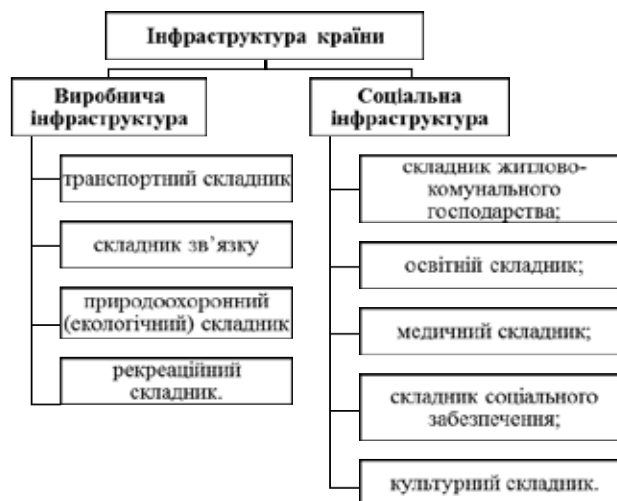 Інфраструктура країни
Виробнича
інфраструктура
транспортний складник
складник зв’язку
природоохоронний
(екологічний) складник
рекреаційний
складник.
Соціальна
інфраструктура
складник житлово-
комунального
господарства;
освітній складник;
медичний складник;
складник соціального
забезпечення;
культурний складник.